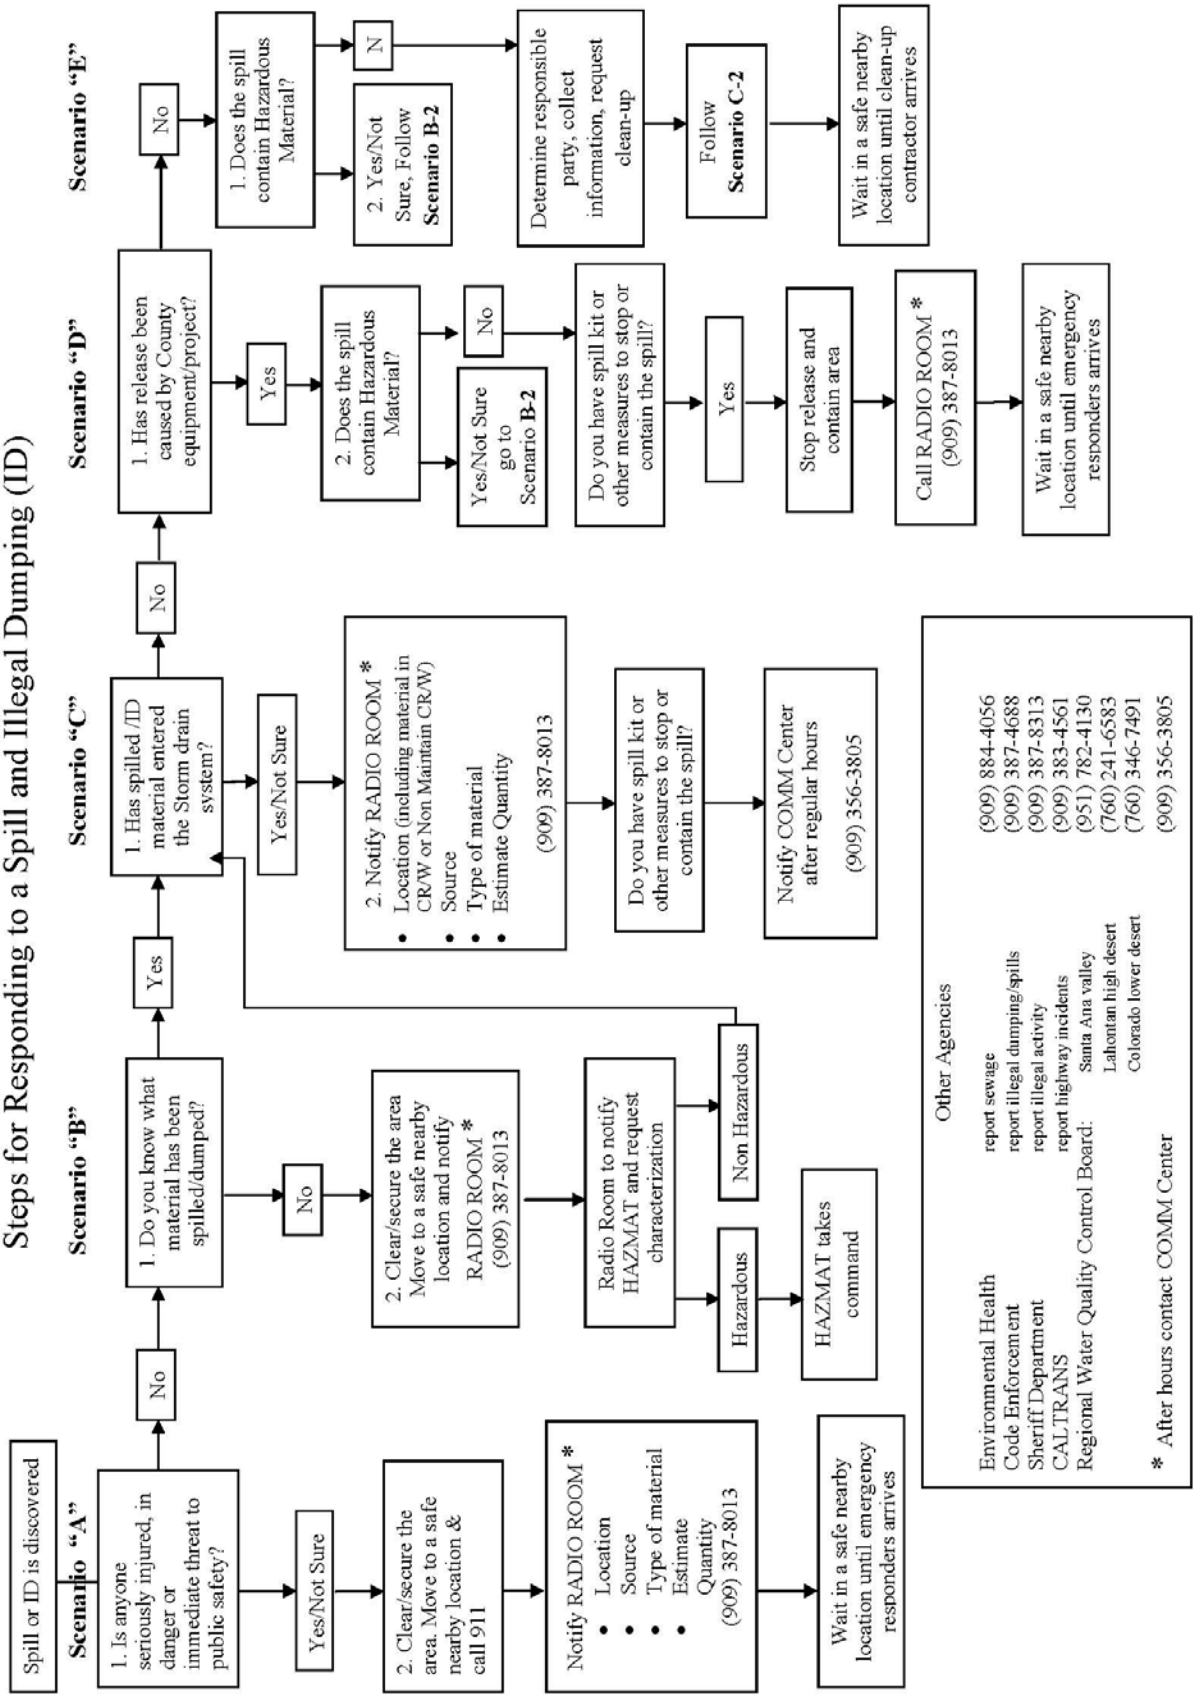 Steps for Responding to a Spill and Illegal Dumping (ID)
Spill or ID is discovered
Scenario “A”
1. Is anyone
seriously injured, in
danger or
immediate threat to
public safety?
Yes/Not Sure
2. Clear/secure the
area. Move to a safe
nearby location &
call 911
Notify RADIO ROOM *
• Location
• Source
• Type of material
• Estimate
Quantity
(909) 387-8013
Wait in a safe nearby
location until emergency
responders arrives
No
Scenario “B”
1. Do you know what
material has been
spilled/dumped?
No
2. Clear/secure the area
Move to a safe nearby
location and notify
RADIO ROOM *
(909) 387-8013
Radio Room to notify
HAZMAT and request
characterization
Hazardous
Non Hazardous
HAZMAT takes
command
Yes
Scenario “C”
1. Has spilled /ID
material entered
the Storm drain
system?
Yes/Not Sure
2. Notify RADIO ROOM *
• Location (including material in
CR/W or Non Maintain CR/W)
• Source
• Type of material
• Estimate Quantity
(909) 387-8013
Do you have spill kit or
other measures to stop or
contain the spill?
Notify COMM Center
after regular hours
(909) 356-3805
No
Scenario “D”
1. Has release been
caused by County
equipment/project?
Yes
2. Does the spill
contain Hazardous
Material?
Yes/Not Sure
go to
Scenario B-2
No
Do you have spill kit or
other measures to stop or
contain the spill?
Yes
Stop release and
contain area
Call RADIO ROOM *
(909) 387-8013
Wait in a safe nearby
location until emergency
responders arrives
No
Scenario “E”
1. Does the spill
contain Hazardous
Material?
2. Yes/Not
Sure, Follow
Scenario B-2
N
Determine responsible
party, collect
information, request
clean-up
Follow
Scenario C-2
Wait in a safe nearby
location until clean-up
contractor arrives
Other Agencies
Environmental Health report sewage (909) 884-4056
Code Enforcement report illegal dumping/spills (909) 387-4688
Sheriff Department report illegal activity (909) 387-8313
CALTRANS report highway incidents (909) 383-4561
Regional Water Quality Control Board: Santa Ana valley (951) 782-4130
Lahontan high desert (760) 241-6583
Colorado lower desert (760) 346-7491
* After hours contact COMM Center (909) 356-3805